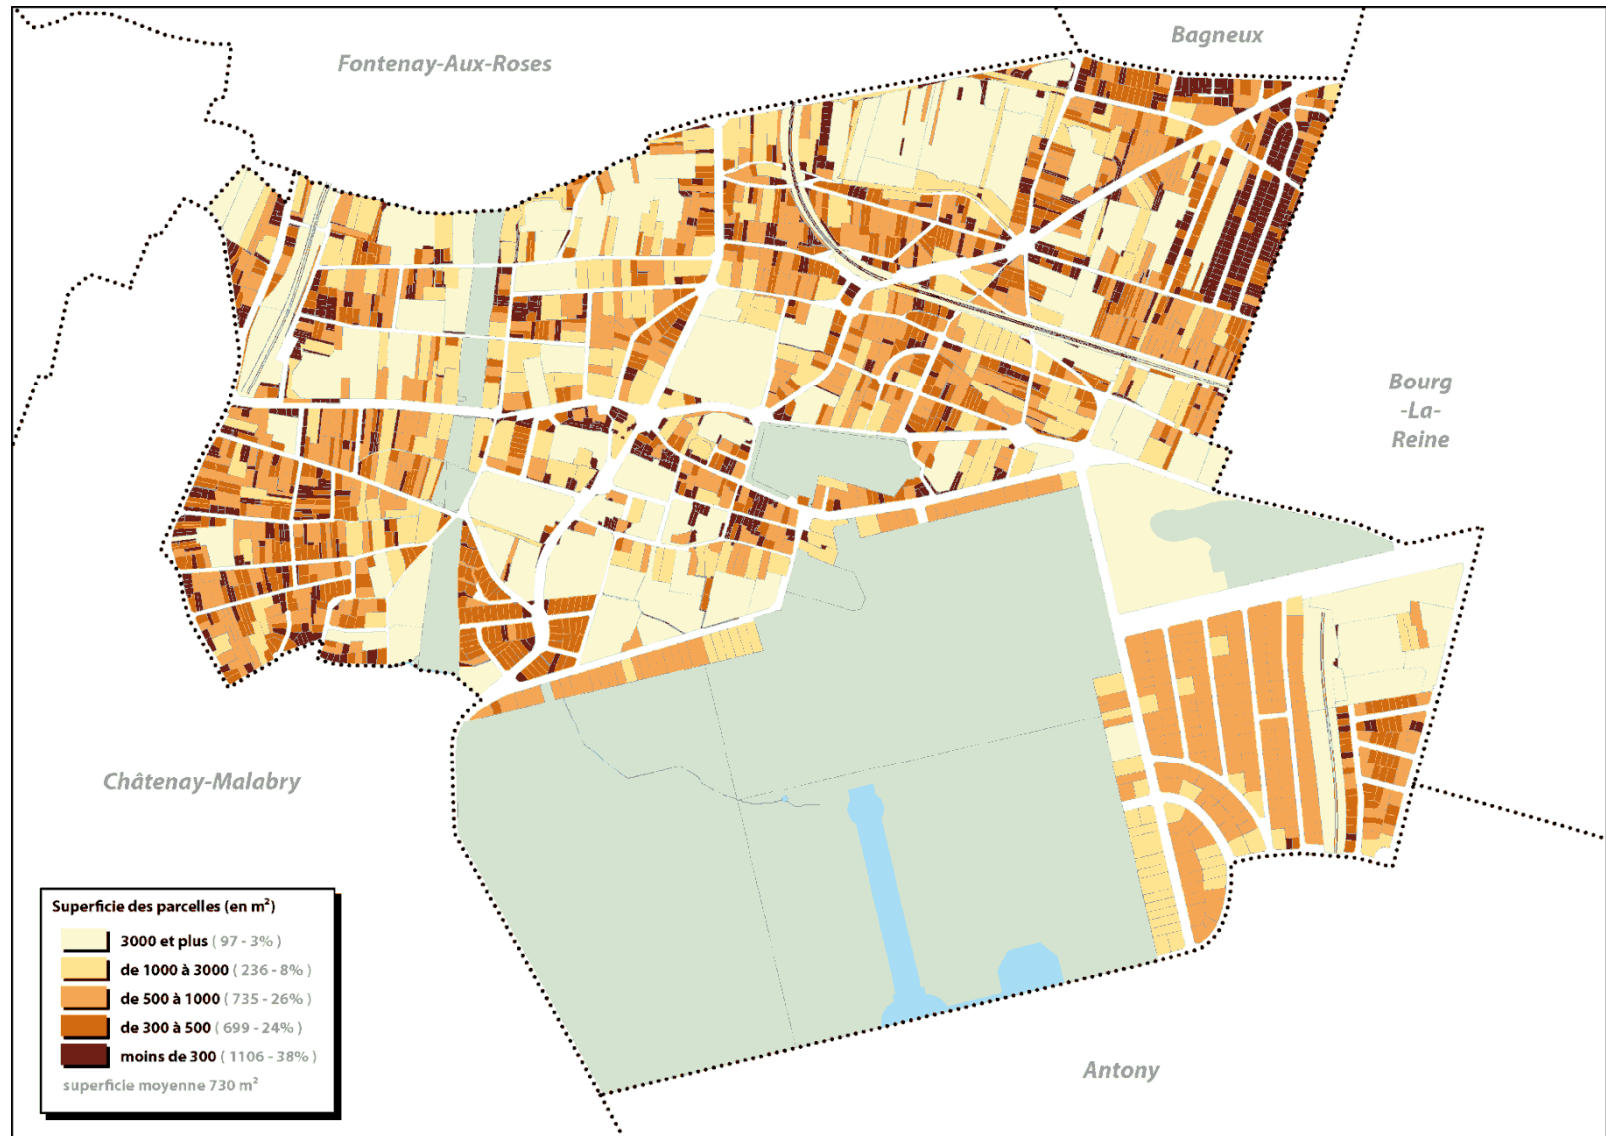 Bagneux
Fontenay-Aux-Roses
Bourg
-La-
Reine
Châtenay-Malabry
Antony
Superficie des parcelles (en m²)
3000 et plus ( 97 - 3% )
de 1000 à 3000 ( 236 - 8% )
de 500 à 1000 ( 735 - 26% )
de 300 à 500 ( 699 - 24% )
moins de 300 ( 1106 - 38% )
superficie moyenne 730 m²